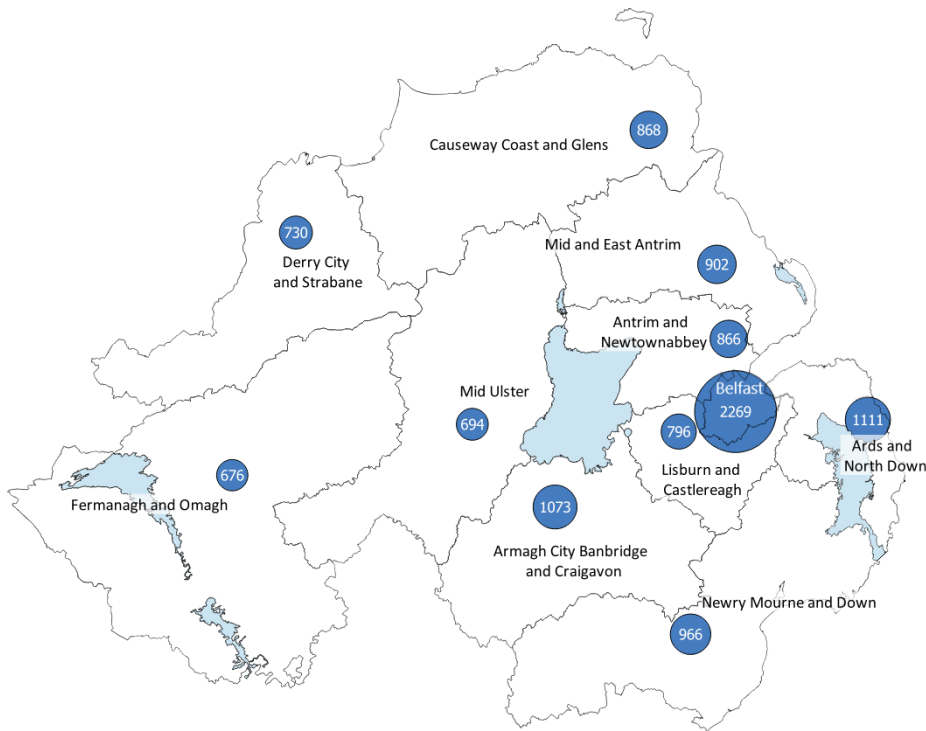 868
Causeway Coast and Glens
730
Derry City
and Strabane
Mid and East Antrim
902
Antrim and
Newtownabbey
866
Mid Ulster
694
Belfast
2269
796
Lisburn and
Castlereagh
1111
Ards and
North Down
676
Fermanagh and Omagh
1073
Armagh City Banbridge
and Craigavon
Newry Mourne and Down
966